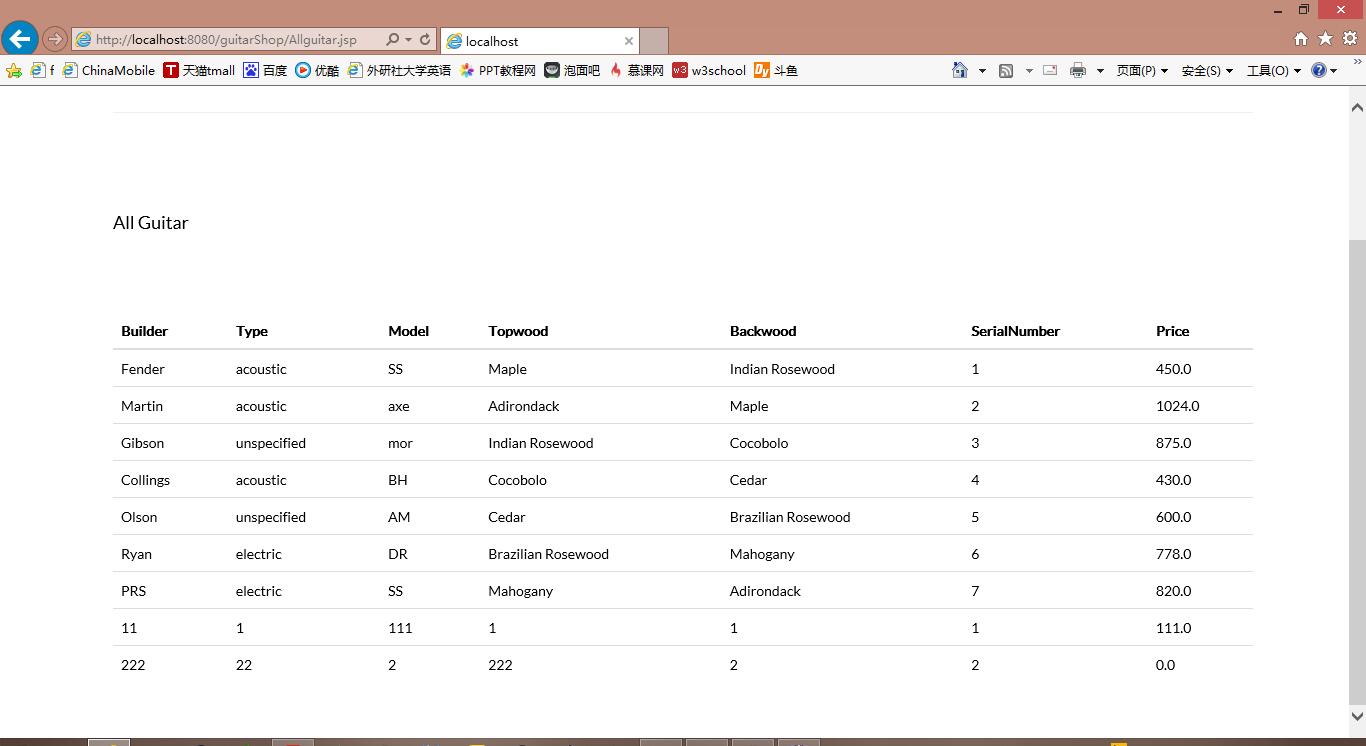 http://localhost:8080/guitarShop/Allguitar.jsp localhost
f ChinaMobile 天猫tmall 百度 优酷 外研社大学英语 PPT教程网 泡面吧 慕课网 w3school 斗鱼 页面(P) 安全(S) 工具(O)
All Guitar
Builder Type Model Topwood Backwood SerialNumber Price
Fender acoustic SS Maple Indian Rosewood 1 450.0
Martin acoustic axe Adirondack Maple 2 1024.0
Gibson unspecified mor Indian Rosewood Cocobolo 3 875.0
Collings acoustic BH Cocobolo Cedar 4 430.0
Olson unspecified AM Cedar Brazilian Rosewood 5 600.0
Ryan electric DR Brazilian Rosewood Mahogany 6 778.0
PRS electric SS Mahogany Adirondack 7 820.0
11 1 111 1 1 1 111.0
222 22 2 222 2 2 0.0